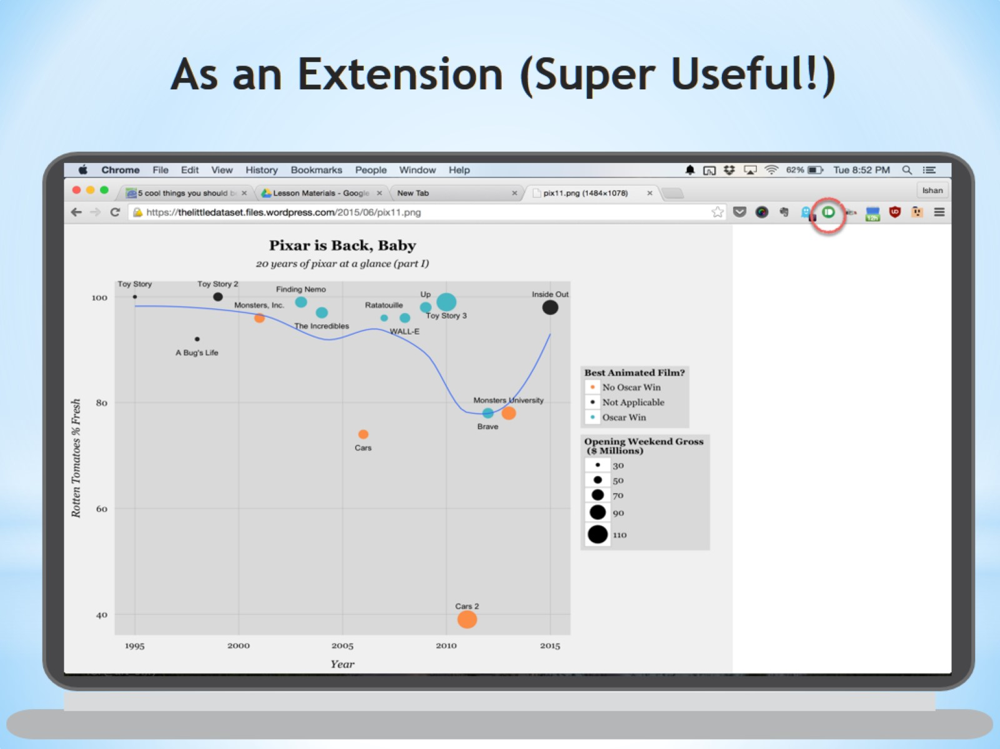 As an Extension (Super Useful!)
Chrome File Edit View History Bookmarks People Window Help 62% Tue 8:52 PM
5 cool things you should b Lesson Materials - Google New Tab pix11.png (1484×1078) Ishan
https://thelittledataset.files.wordpress.com/2015/06/pix11.png 12h
Pixar is Back, Baby
20 years of pixar at a glance (part I)
Toy Story
Toy Story 2
Finding Nemo
Up
Inside Out
100
Monsters, Inc.
Ratatouille
Toy Story 3
The Incredibles
WALL-E
A Bug's Life
Best Animated Film?
No Oscar Win
Not Applicable
Oscar Win
80
Monsters University
Brave
Cars
Opening Weekend Gross
($ Millions)
30
50
70
90
110
60
Rotten Tomatoes % Fresh
Cars 2
40
1995 2000 2005 2010 2015
Year